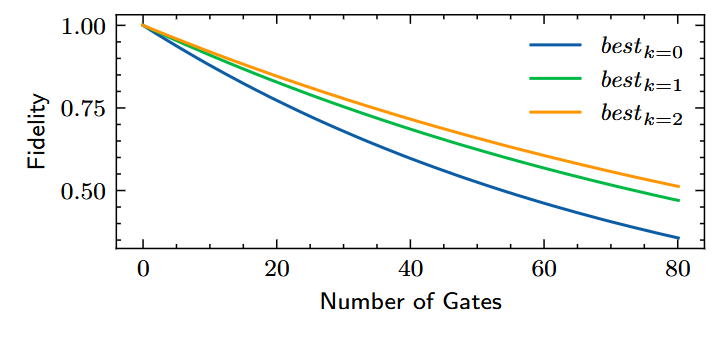 1.00
0.75
0.50
Fidelity
best_{k=0}
best_{k=1}
best_{k=2}
0 20 40 60 80
Number of Gates